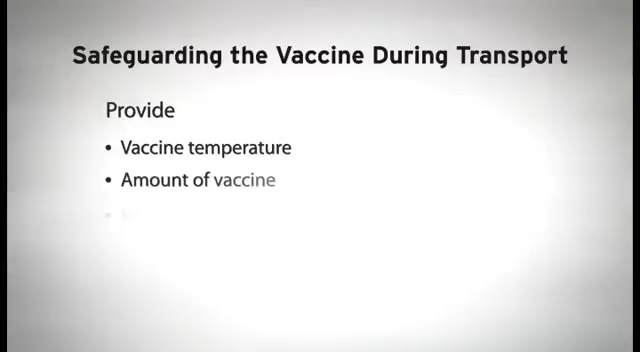 Safeguarding the Vaccine During Transport
Provide
• Vaccine temperature
• Amount of vaccine